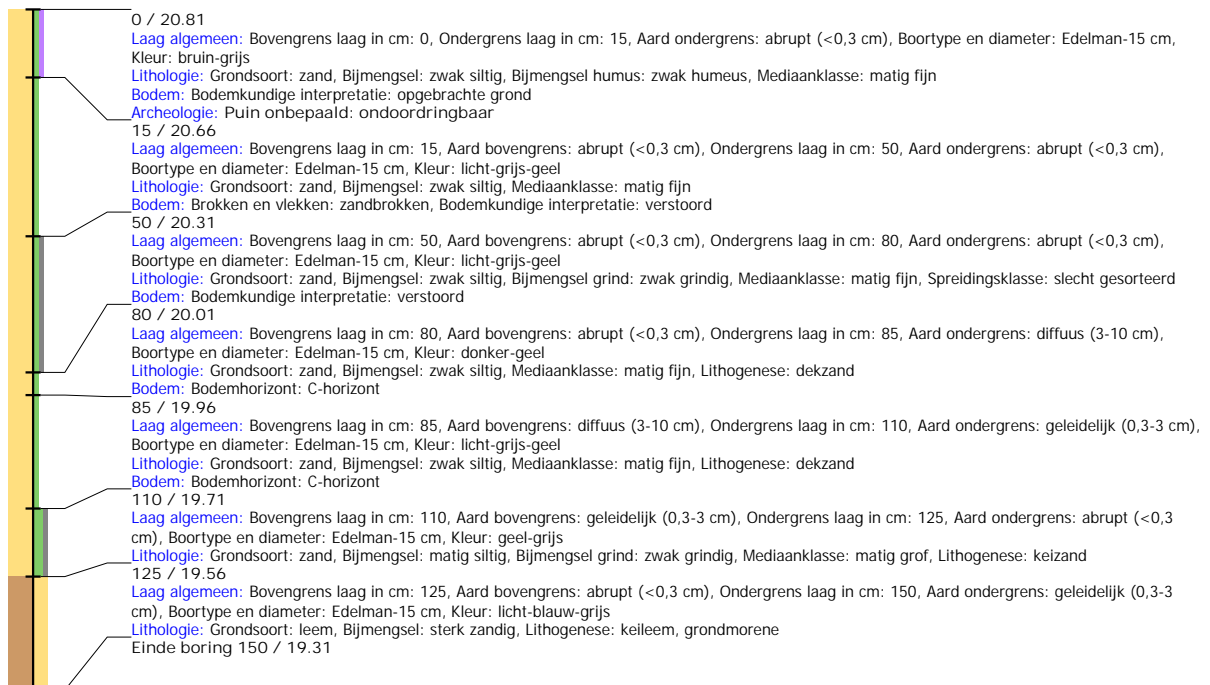 0 / 20.81
Laag algemeen: Bovengrens laag in cm: 0, Ondergrens laag in cm: 15, Aard ondergrens: abrupt (<0,3 cm), Boortype en diameter: Edelman-15 cm,
Kleur: bruin-grijs
Lithologie: Grondsoort: zand, Bijmengsel: zwak siltig, Bijmengsel humus: zwak humeus, Mediaanklasse: matig fijn
Bodem: Bodemkundige interpretatie: opgebrachte grond
Archeologie: Puin onbepaald: ondoordringbaar
15 / 20.66
Laag algemeen: Bovengrens laag in cm: 15, Aard bovengrens: abrupt (<0,3 cm), Ondergrens laag in cm: 50, Aard ondergrens: abrupt (<0,3 cm),
Boortype en diameter: Edelman-15 cm, Kleur: licht-grijs-geel
Lithologie: Grondsoort: zand, Bijmengsel: zwak siltig, Mediaanklasse: matig fijn
Bodem: Brokken en vlekken: zandbrokken, Bodemkundige interpretatie: verstoord
50 / 20.31
Laag algemeen: Bovengrens laag in cm: 50, Aard bovengrens: abrupt (<0,3 cm), Ondergrens laag in cm: 80, Aard ondergrens: abrupt (<0,3 cm),
Boortype en diameter: Edelman-15 cm, Kleur: licht-grijs-geel
Lithologie: Grondsoort: zand, Bijmengsel: zwak siltig, Bijmengsel grind: zwak grindig, Mediaanklasse: matig fijn, Spreidingsklasse: slecht gesorteerd
Bodem: Bodemkundige interpretatie: verstoord
80 / 20.01
Laag algemeen: Bovengrens laag in cm: 80, Aard bovengrens: abrupt (<0,3 cm), Ondergrens laag in cm: 85, Aard ondergrens: diffuus (3-10 cm),
Boortype en diameter: Edelman-15 cm, Kleur: donker-geel
Lithologie: Grondsoort: zand, Bijmengsel: zwak siltig, Mediaanklasse: matig fijn, Lithogenese: dekzand
Bodem: Bodemhorizont: C-horizont
85 / 19.96
Laag algemeen: Bovengrens laag in cm: 85, Aard bovengrens: diffuus (3-10 cm), Ondergrens laag in cm: 110, Aard ondergrens: geleidelijk (0,3-3 cm),
Boortype en diameter: Edelman-15 cm, Kleur: licht-grijs-geel
Lithologie: Grondsoort: zand, Bijmengsel: zwak siltig, Mediaanklasse: matig fijn, Lithogenese: dekzand
Bodem: Bodemhorizont: C-horizont
110 / 19.71
Laag algemeen: Bovengrens laag in cm: 110, Aard bovengrens: geleidelijk (0,3-3 cm), Ondergrens laag in cm: 125, Aard ondergrens: abrupt (<0,3
cm), Boortype en diameter: Edelman-15 cm, Kleur: geel-grijs
Lithologie: Grondsoort: zand, Bijmengsel: matig siltig, Bijmengsel grind: zwak grindig, Mediaanklasse: matig grof, Lithogenese: keizand
125 / 19.56
Laag algemeen: Bovengrens laag in cm: 125, Aard bovengrens: abrupt (<0,3 cm), Ondergrens laag in cm: 150, Aard ondergrens: geleidelijk (0,3-3
cm), Boortype en diameter: Edelman-15 cm, Kleur: licht-blauw-grijs
Lithologie: Grondsoort: leem, Bijmengsel: sterk zandig, Lithogenese: keileem, grondmorene
Einde boring 150 / 19.31